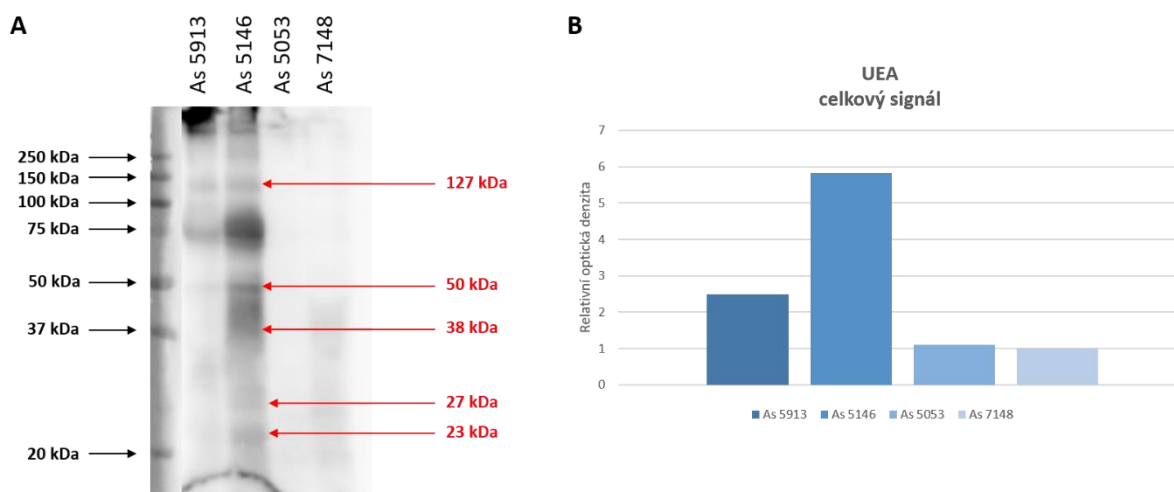 A
As 5913
As 5146
As 5053
As 7148
250 kDa
150 kDa
100 kDa
75 kDa
50 kDa
37 kDa
20 kDa
127 kDa
50 kDa
38 kDa
27 kDa
23 kDa
B
UEA
celkový signál
Relativní optická denzita
7
6
5
4
3
2
1
0
As 5913 As 5146 As 5053 As 7148